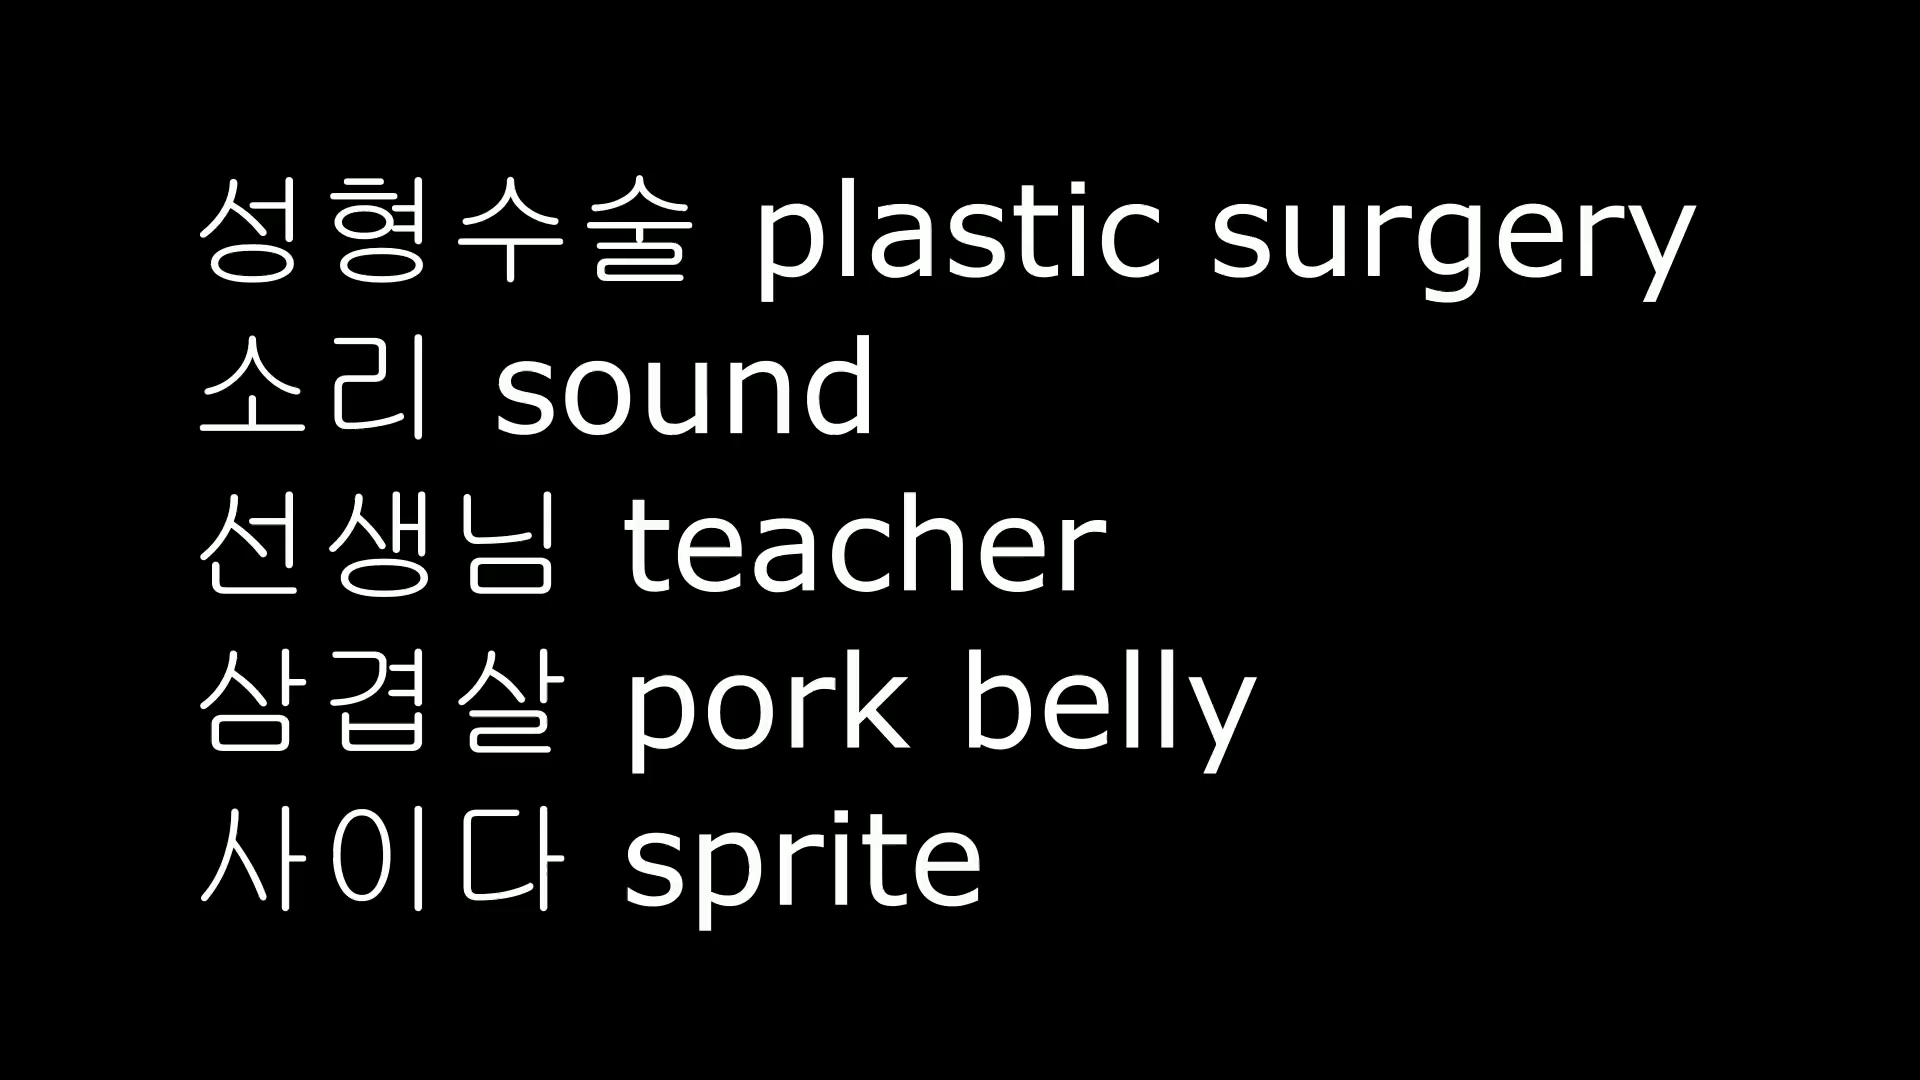 성형수술 plastic surgery
소리 sound
선생님 teacher
삼겹살 pork belly
사이다 sprite